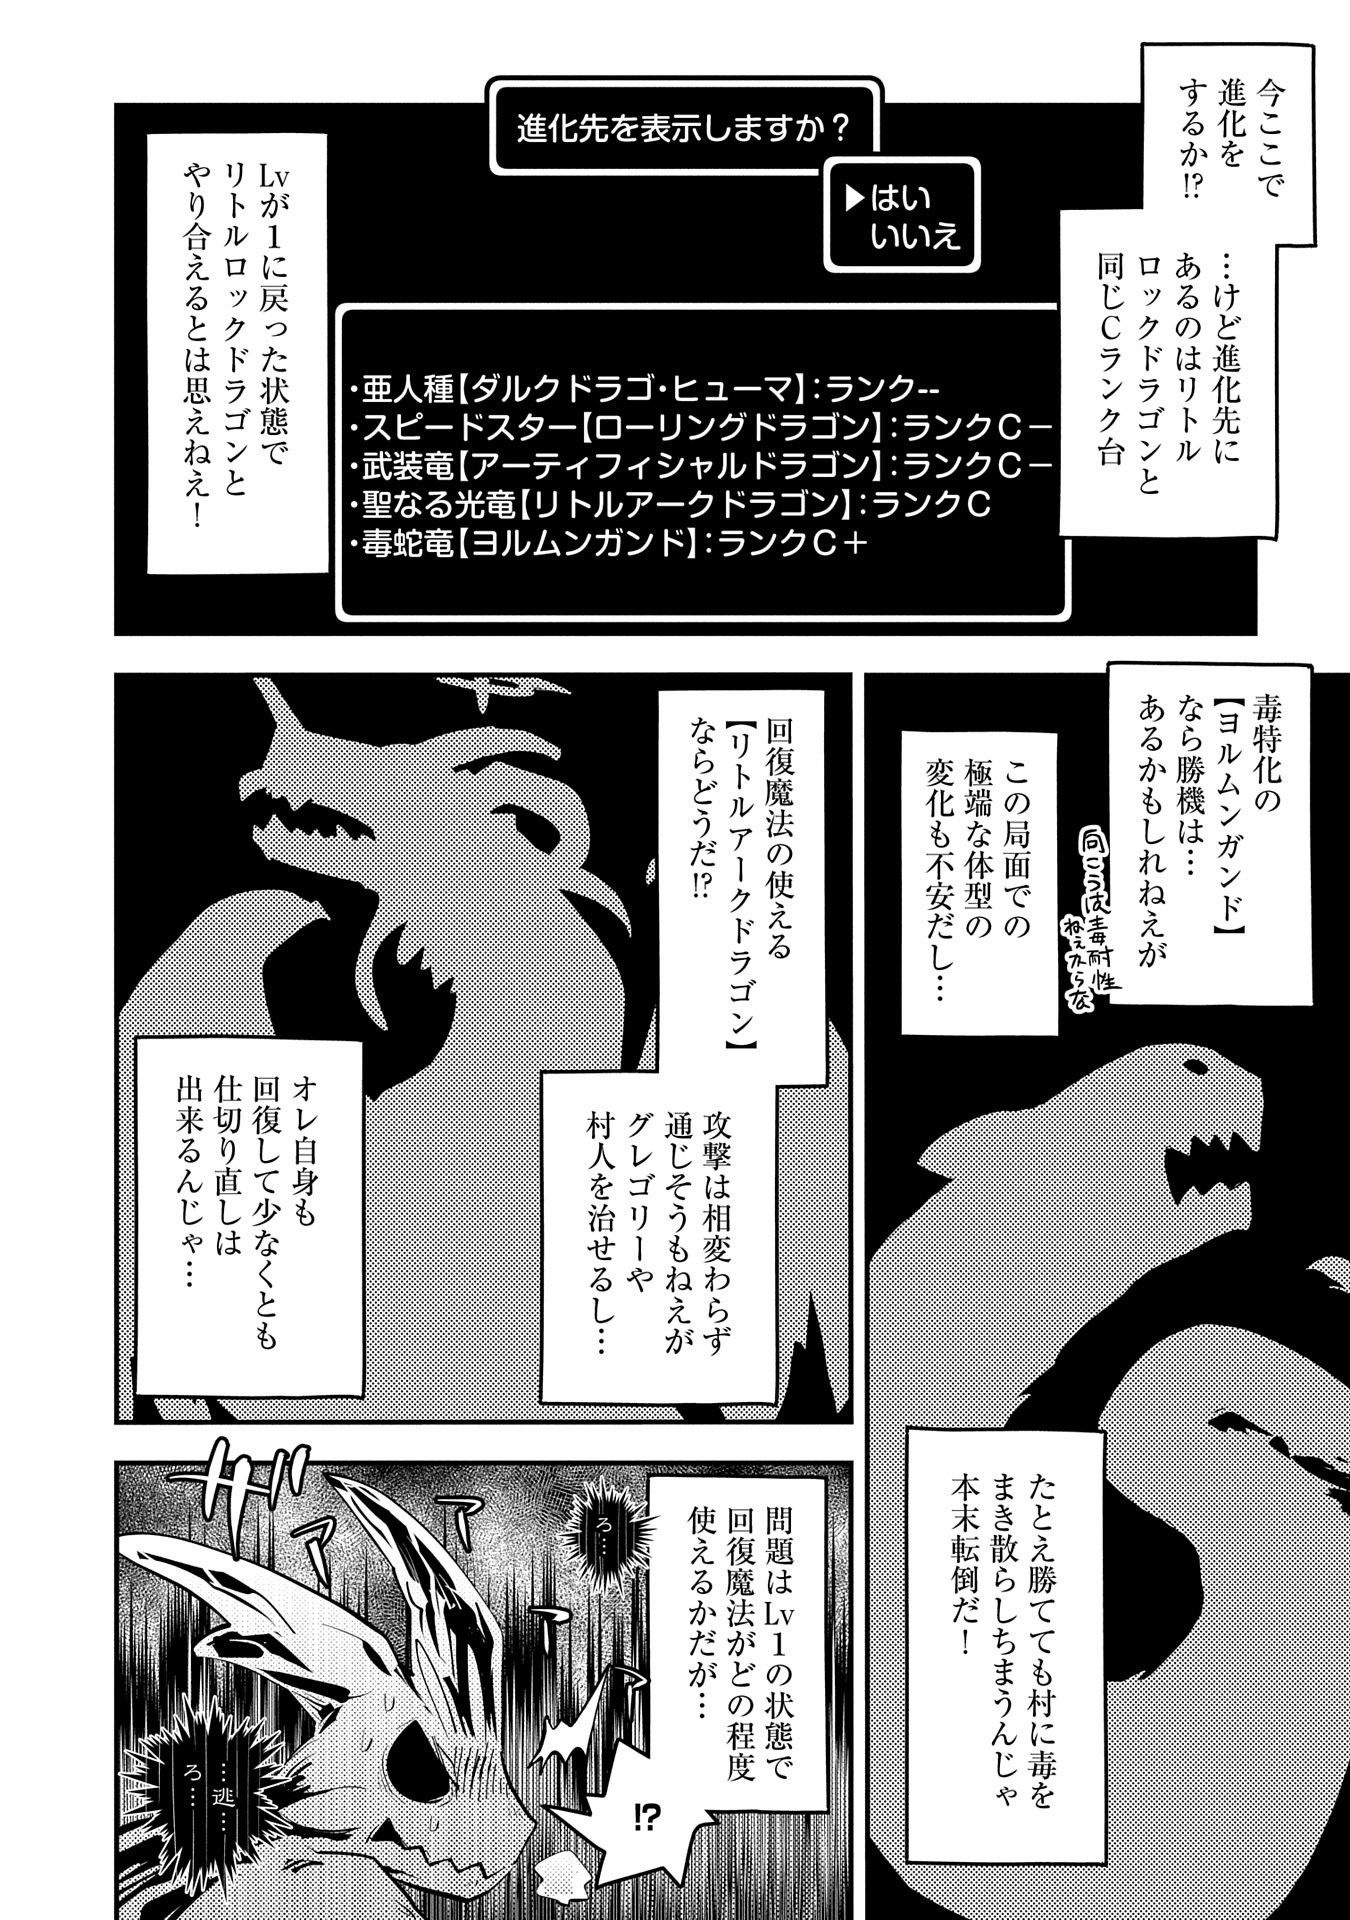 今ここで
進化を
するか!?
…けど進化先に
あるのはリトル
ロックドラゴンと
同じCランク台
進化先を表示しますか？
▶はい
いいえ
・亜人種【ダルクドラゴ・ヒューマ】：ランク--
・スピードスター【ローリングドラゴン】：ランクC－
・武装竜【アーティフィシャルドラゴン】：ランクC－
・聖なる光竜【リトルアークドラゴン】：ランクC
・毒蛇竜【ヨルムンガンド】：ランクC＋
Lvが1に戻った状態で
リトルロックドラゴンと
やり合えるとは思えねえ！
毒特化の
【ヨルムンガンド】
なら勝機は…
あるかもしれねえが
向こうは毒耐性
ねぇからな
この局面での
極端な体型の
変化も不安だし…
たとえ勝てても村に毒を
まき散らしちまうんじゃ
本末転倒だ！
回復魔法の使える
【リトルアークドラゴン】
ならどうだ!?
攻撃は相変わらず
通じそうもねえが
グレゴリーや
村人を治せるし…
オレ自身も
回復して少なくとも
仕切り直しは
出来るんじゃ…
問題はLv1の状態で
回復魔法がどの程度
使えるかだが…
ろ…
!?
…逃…
ろ…